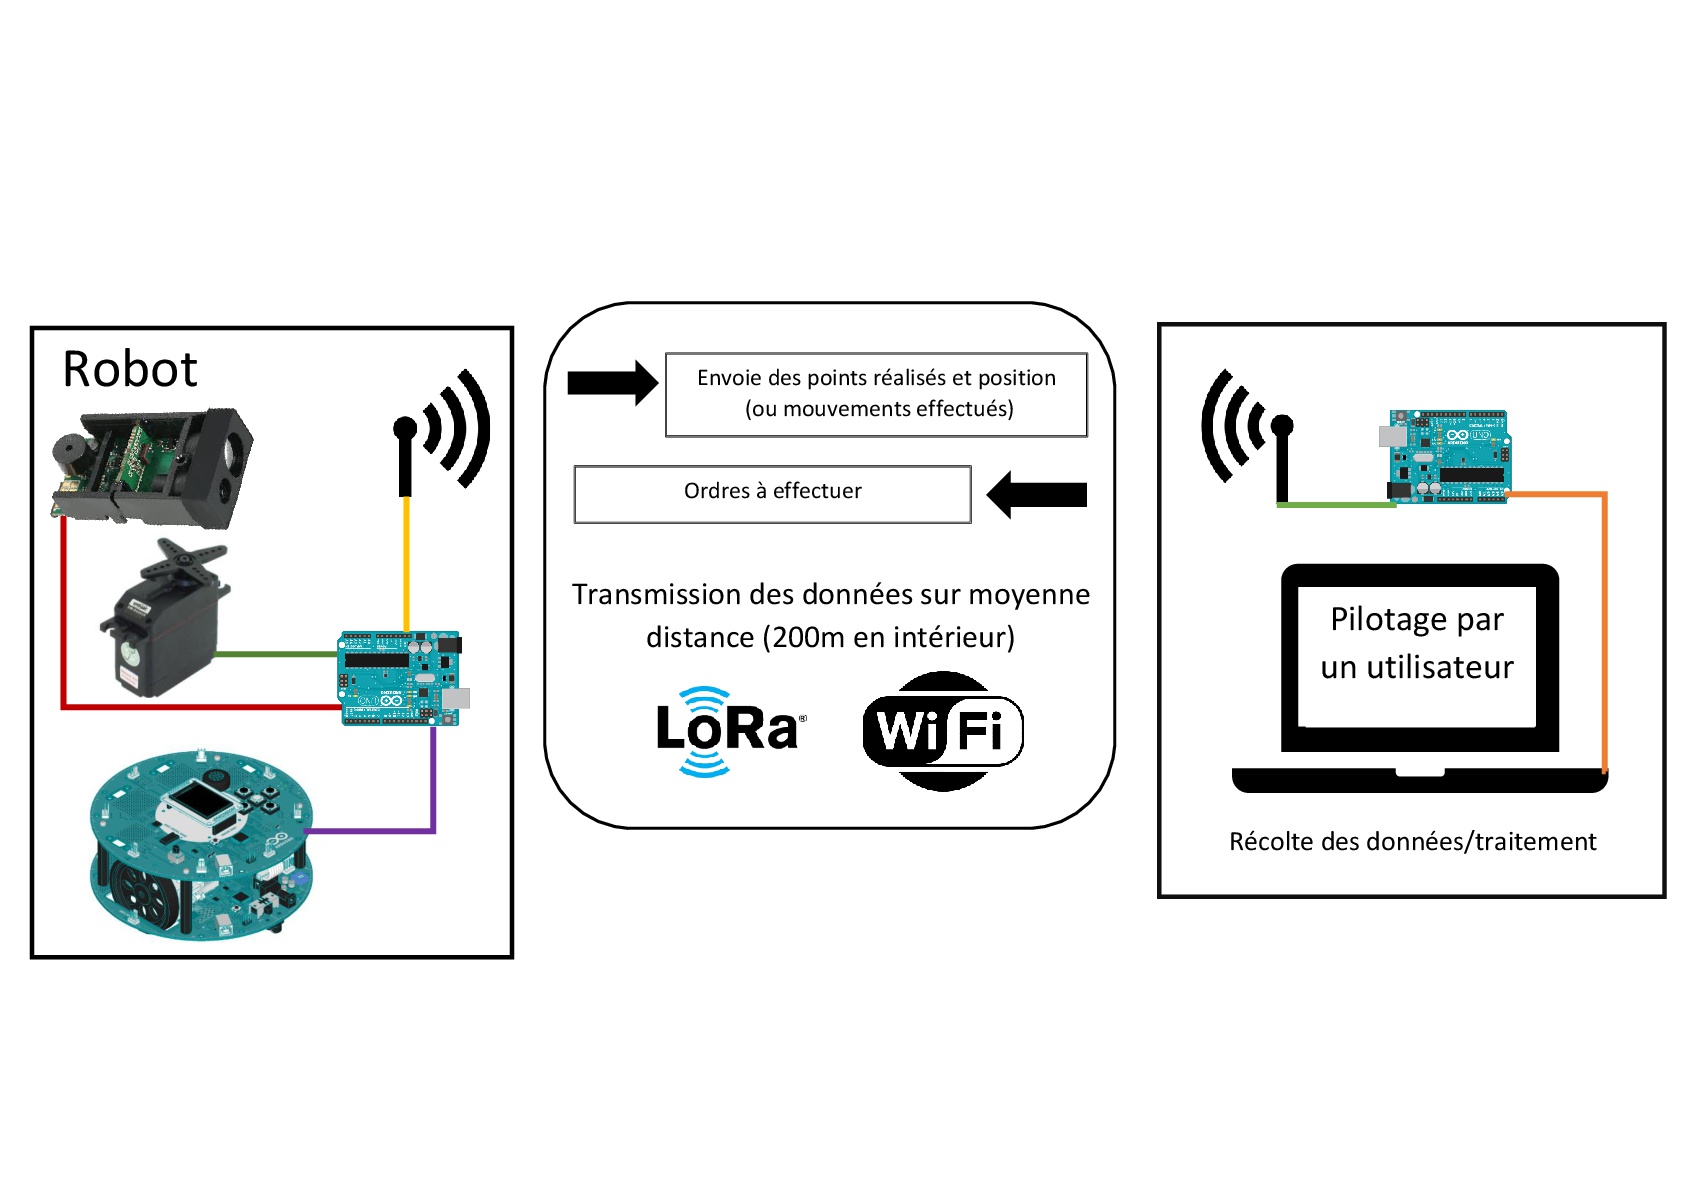 Robot
Envoie des points réalisés et position
(ou mouvements effectués)
Ordres à effectuer
Transmission des données sur moyenne
distance (200m en intérieur)
LoRa®
Wi Fi
UNO
Pilotage par
un utilisateur
Récolte des données/traitement